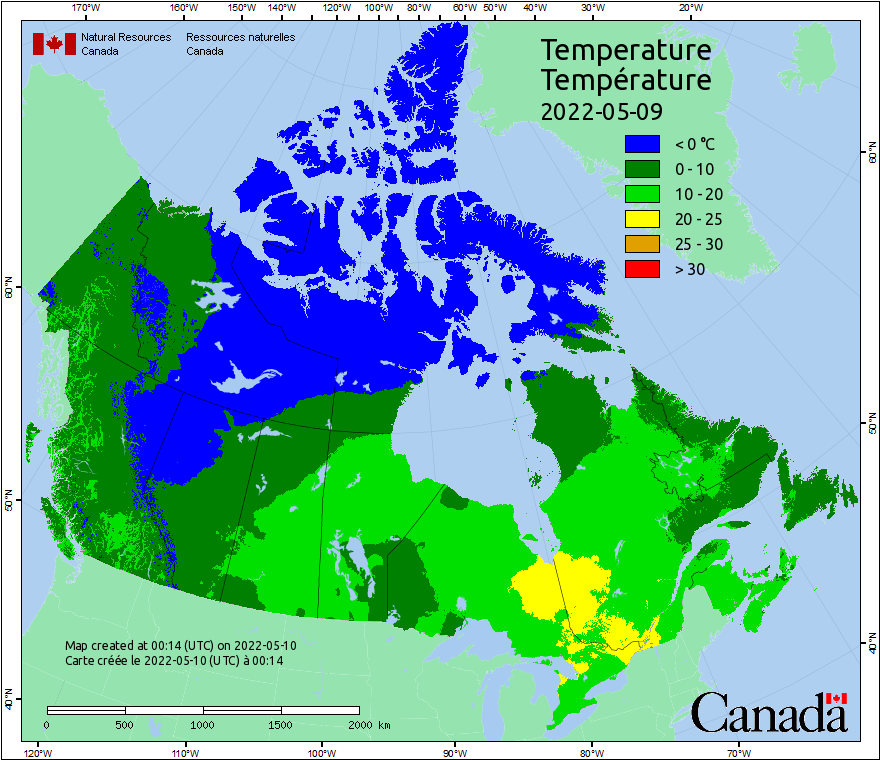 170°W 160°W 150°W 140°W 130°W 120°W 110°W 100°W 90°W 80°W 60°W 50°W 40°W 30°W 20°W
Natural Resources Canada
Ressources naturelles Canada
Temperature
Température
2022-05-09
< 0 °C
0 - 10
10 - 20
20 - 25
25 - 30
> 30
60°N
60°N
50°N
50°N
40°N
40°N
Map created at 00:14 (UTC) on 2022-05-10
Carte créée le 2022-05-10 (UTC) à 00:14
0 500 1000 1500 2000 km
Canada
120°W 110°W 100°W 90°W 80°W 70°W